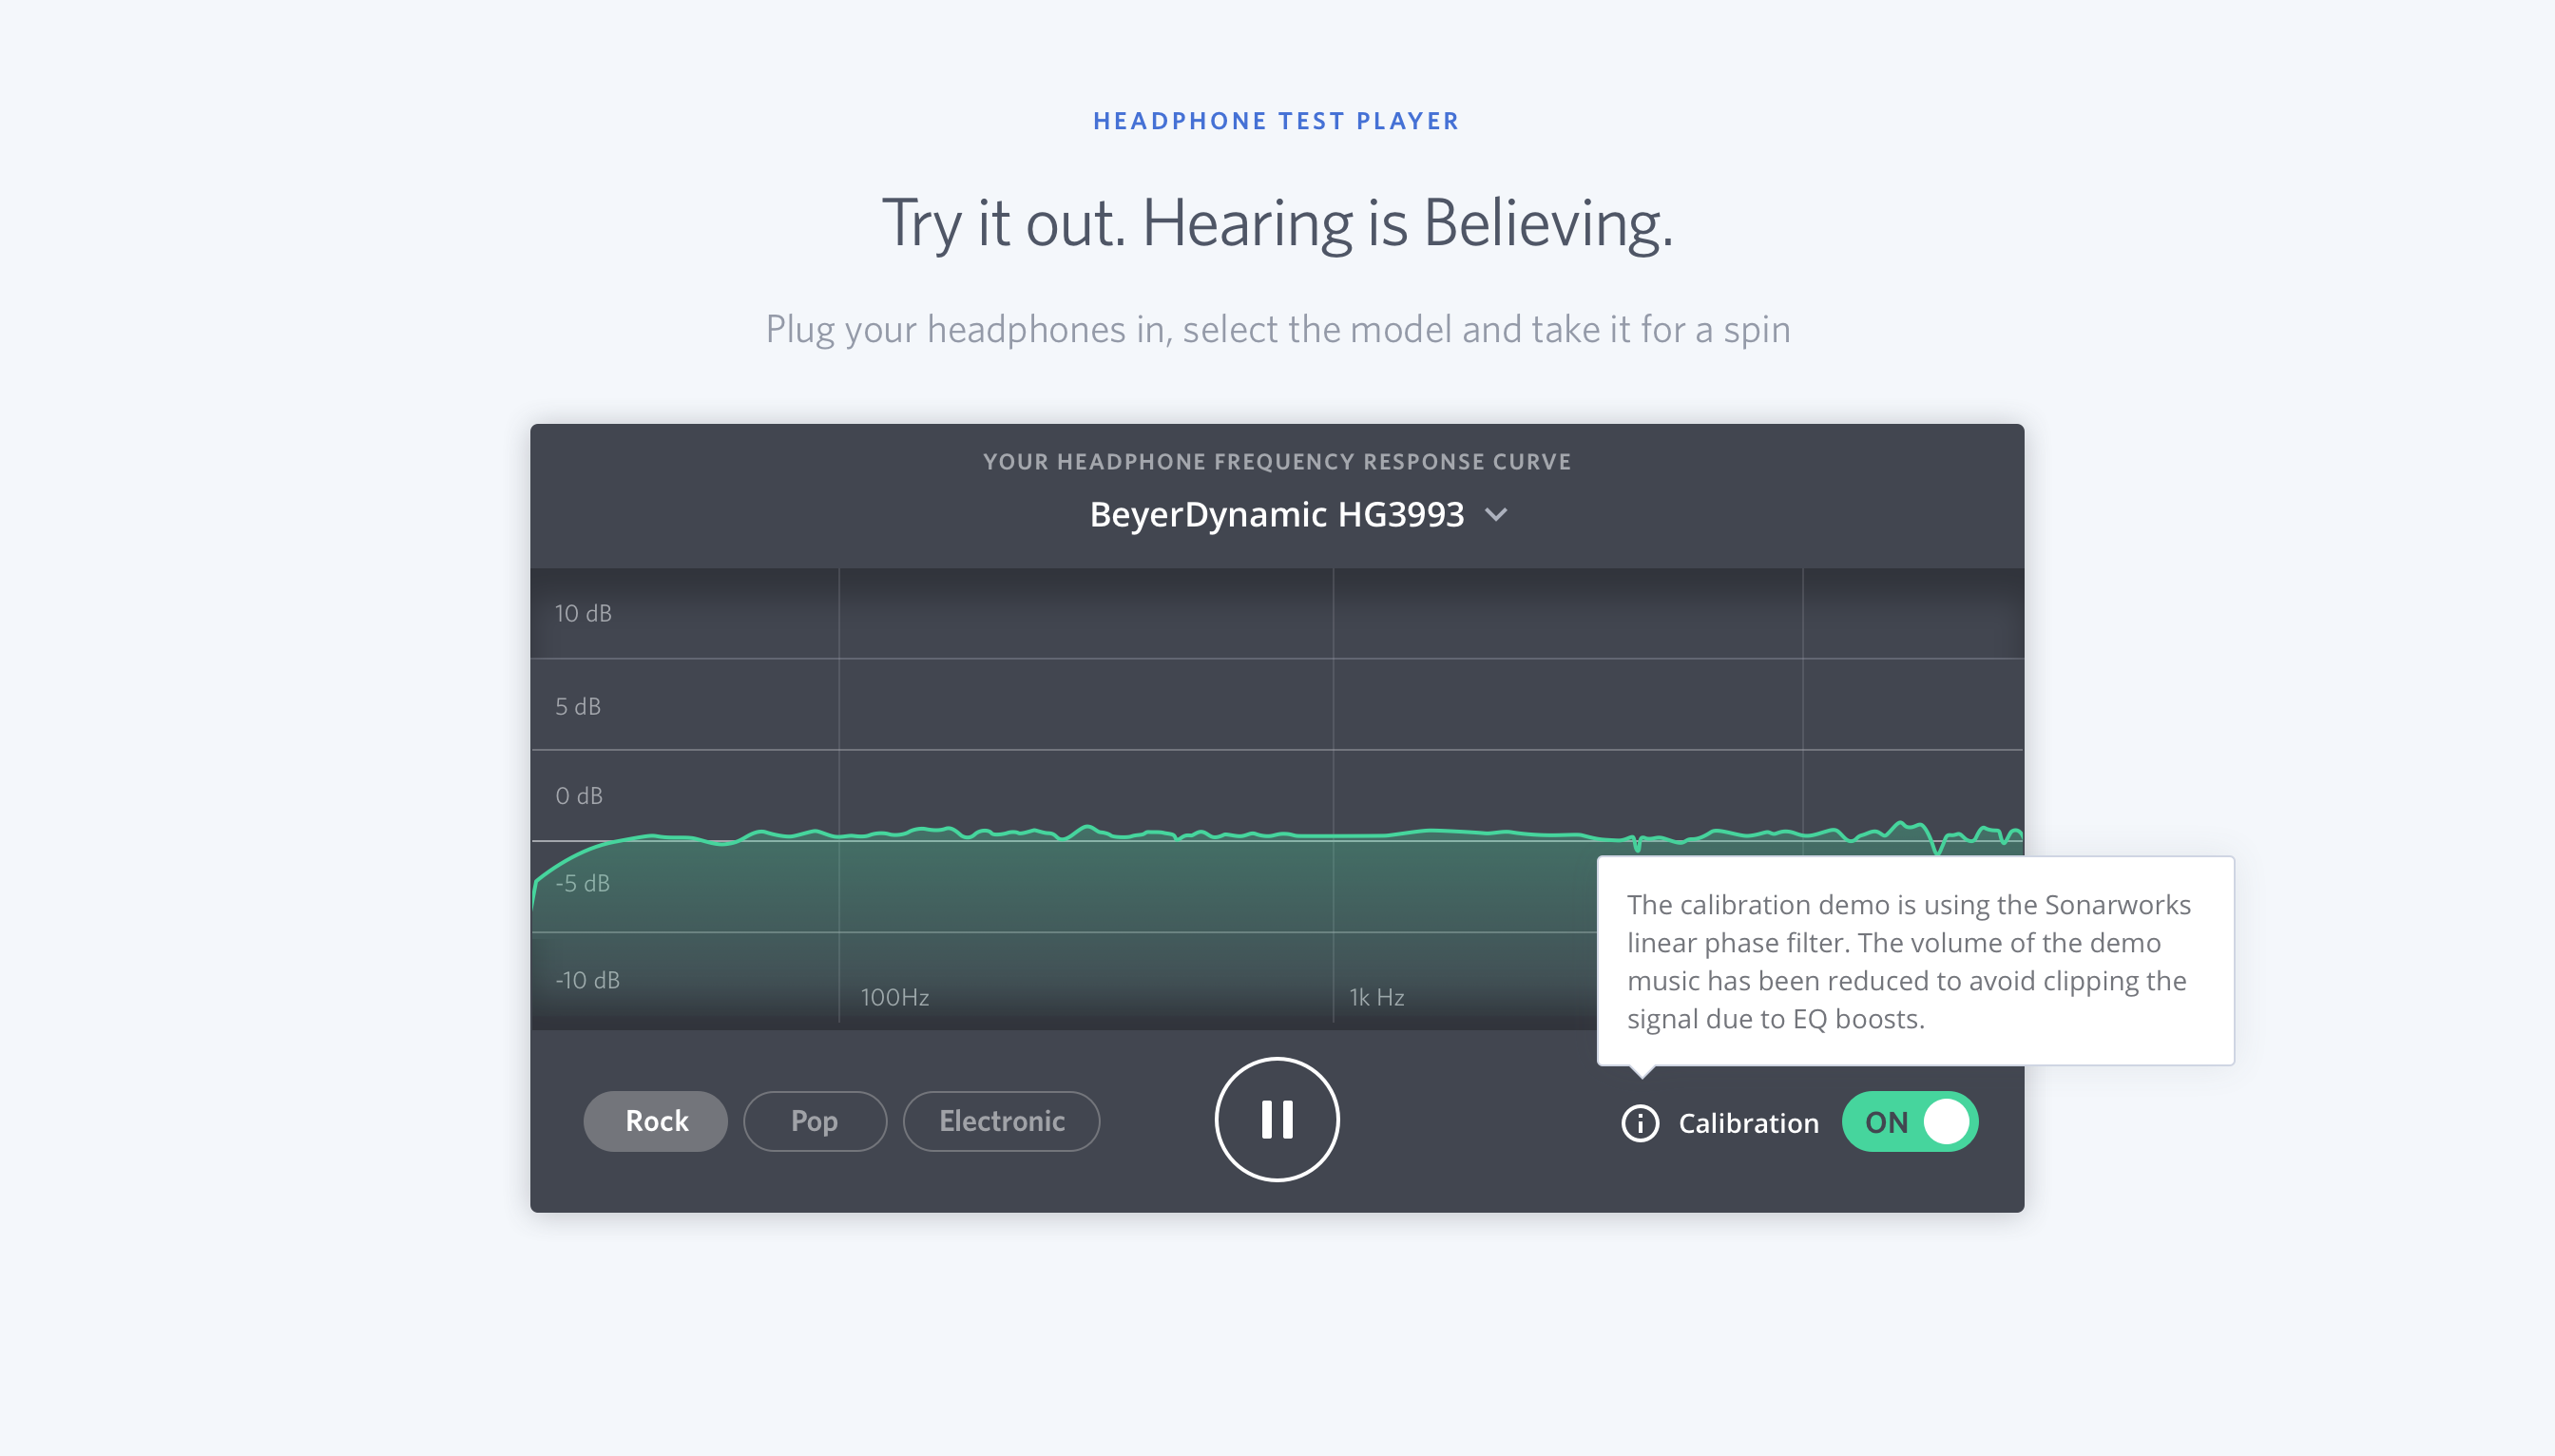 HEADPHONE TEST PLAYER
Try it out. Hearing is Believing.
Plug your headphones in, select the model and take it for a spin
YOUR HEADPHONE FREQUENCY RESPONSE CURVE
BeyerDynamic HG3993
10 dB
5 dB
0 dB
-5 dB
-10 dB
100Hz
1k Hz
The calibration demo is using the Sonarworks
linear phase filter. The volume of the demo
music has been reduced to avoid clipping the
signal due to EQ boosts.
Rock
Pop
Electronic
Calibration
ON